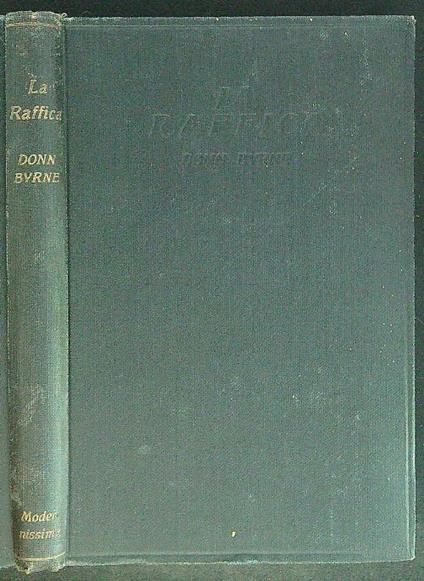 La
Raffica
DONN
BYRNE
Moder
nissima
LA
RAFFICA
DONN BYRNE